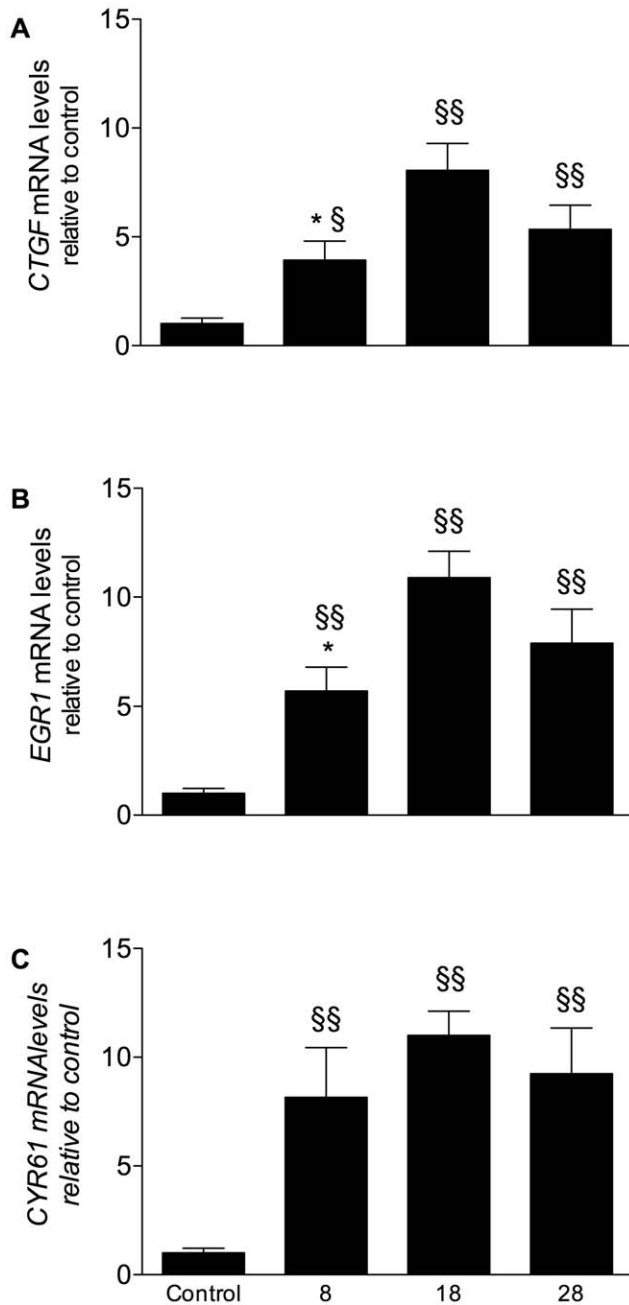 A
CTGF mRNA levels
relative to control
15
10
5
0
* §
§§
§§
B
EGR1 mRNA levels
relative to control
15
10
5
0
§§
*
§§
§§
C
CYR61 mRNAlevels
relative to control
15
10
5
0
§§
§§
§§
Control 8 18 28